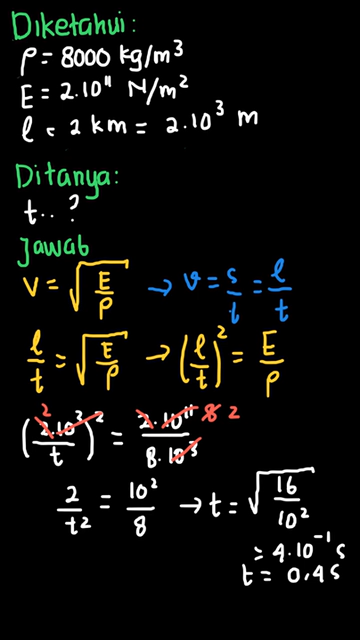 Diketahui:
ρ = 8000 kg/m³
E = 2.10¹¹ N/m²
l = 2 km = 2.10³ m
Ditanya:
t.. ?
Jawab
v = √(E/ρ) → v = s/t = l/t
l/t = √(E/ρ) → (l/t)² = E/ρ
2 (2.10³/t)² = 2.10¹¹/8.10³ 8 2
2/t² = 10²/8 → t = √(16/10²)
= 4.10⁻¹ s
t = 0,4 s